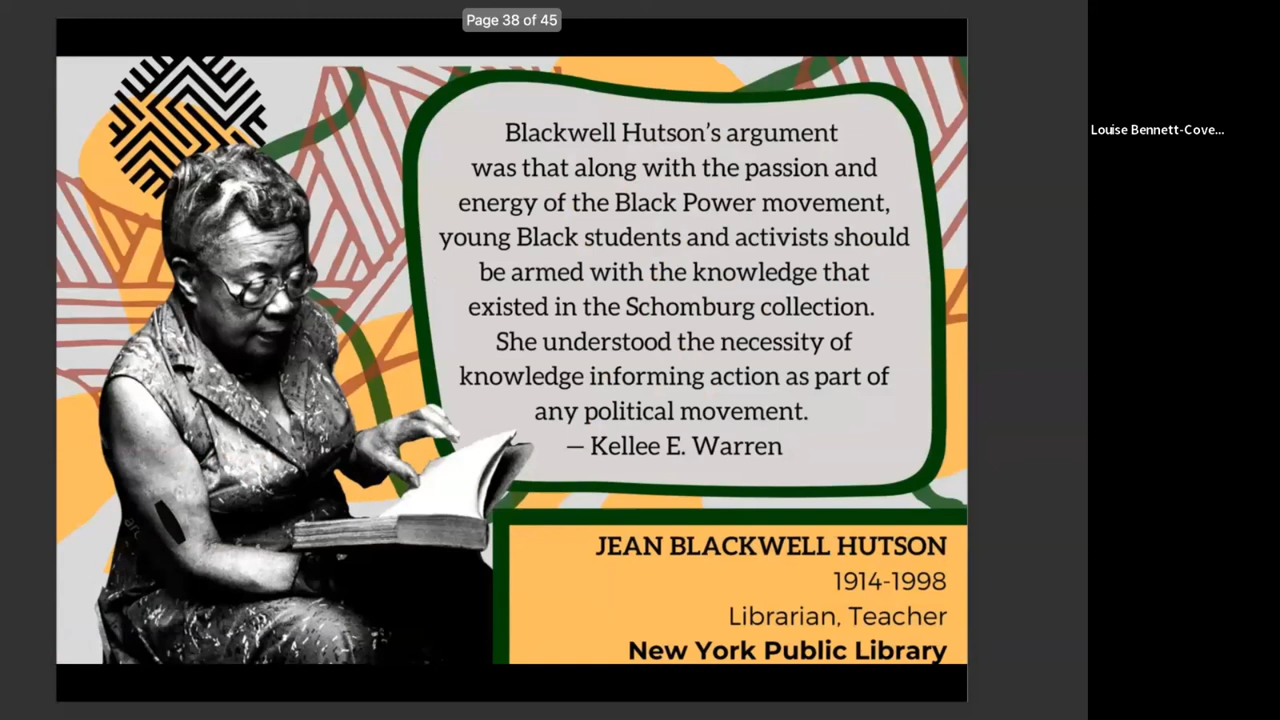 Page 38 of 45
Blackwell Hutson’s argument
was that along with the passion and
energy of the Black Power movement,
young Black students and activists should
be armed with the knowledge that
existed in the Schomburg collection.
She understood the necessity of
knowledge informing action as part of
any political movement.
— Kellee E. Warren
JEAN BLACKWELL HUTSON
1914-1998
Librarian, Teacher
New York Public Library
Louise Bennett-Cove...